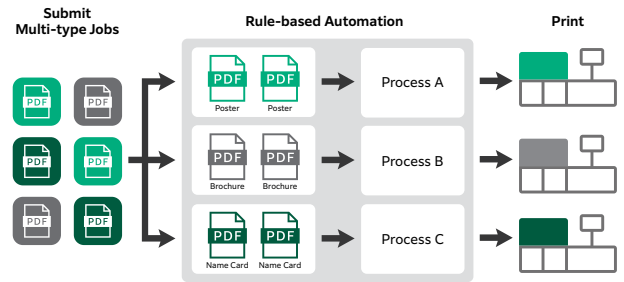 Submit
Multi-type Jobs
Rule-based Automation
Print
PDF PDF
PDF PDF
PDF PDF
PDF PDF
Poster Poster
Process A
PDF PDF
Brochure Brochure
Process B
PDF PDF
Name Card Name Card
Process C